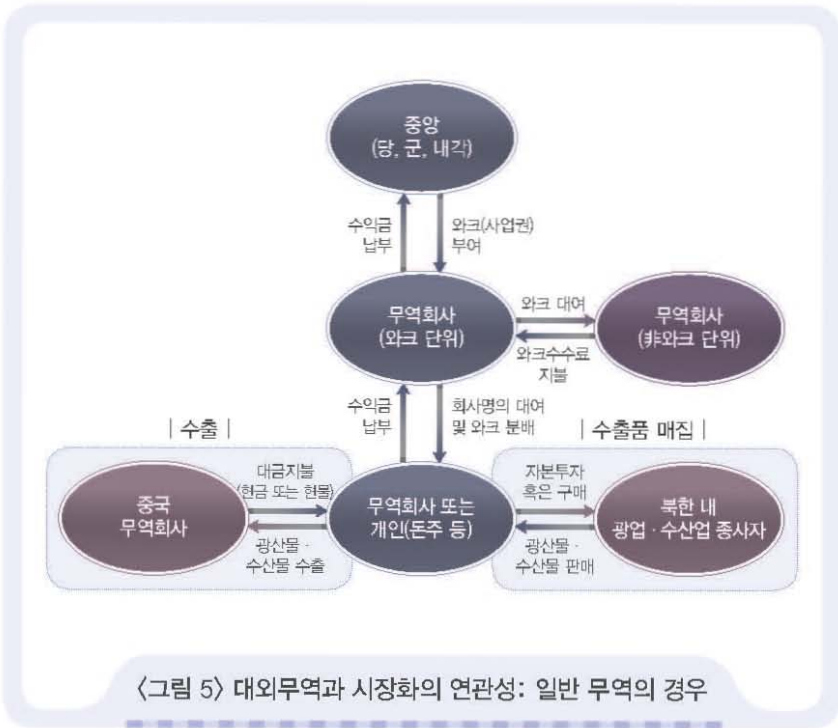 중앙
(당, 군, 내각)
수익금
납부
와크(사업권)
부여
무역회사
(와크 단위)
와크 대여
와크수수료
지불
무역회사
(非와크 단위)
수익금
납부
회사명의 대여
및 와크 분배
| 수출 |
| 수출품 매집 |
중국
무역회사
대금지불
(현금 또는 현물)
광산물 ·
수산물 수출
무역회사 또는
개인(돈주 등)
자본투자
혹은 구매
광산물 ·
수산물 판매
북한 내
광업 · 수산업 종사자
<그림 5> 대외무역과 시장화의 연관성: 일반 무역의 경우